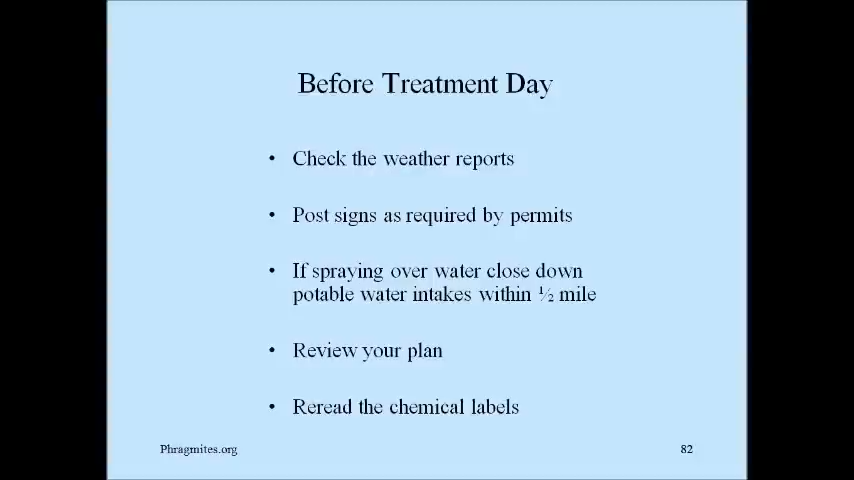 Before Treatment Day
• Check the weather reports
• Post signs as required by permits
• If spraying over water close down
potable water intakes within ½ mile
• Review your plan
• Reread the chemical labels
Phragmites.org
82